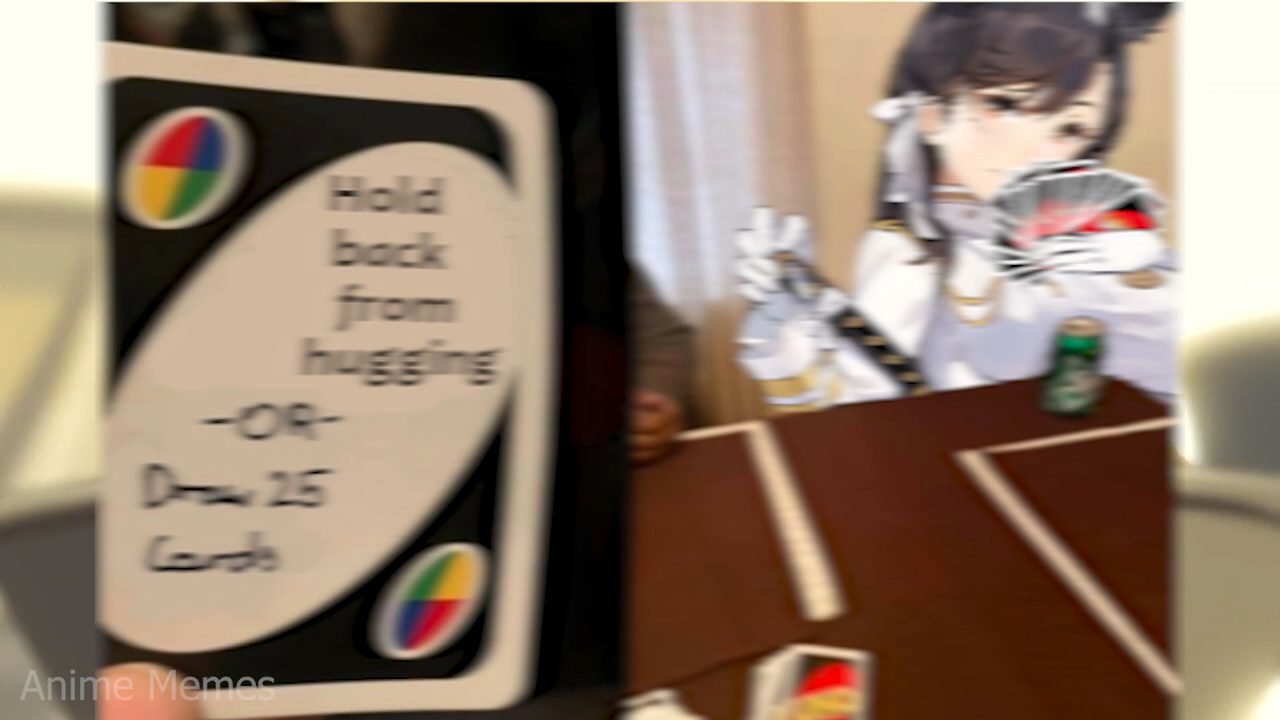 Hold
back
from
hugging
-OR-
Draw 25
Cards
Anime Memes